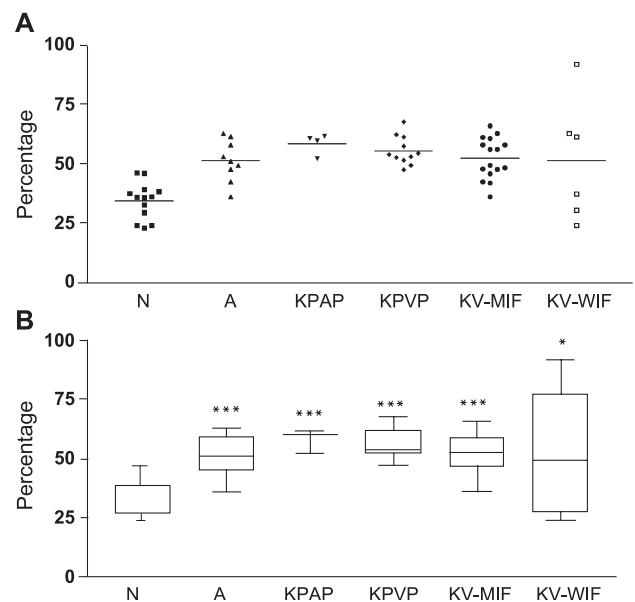 A
100
75
50
25
0
Percentage
N A KPAP KPVP KV-MIF KV-WIF
B
100
75
50
25
0
Percentage
*** *** *** *** *
N A KPAP KPVP KV-MIF KV-WIF